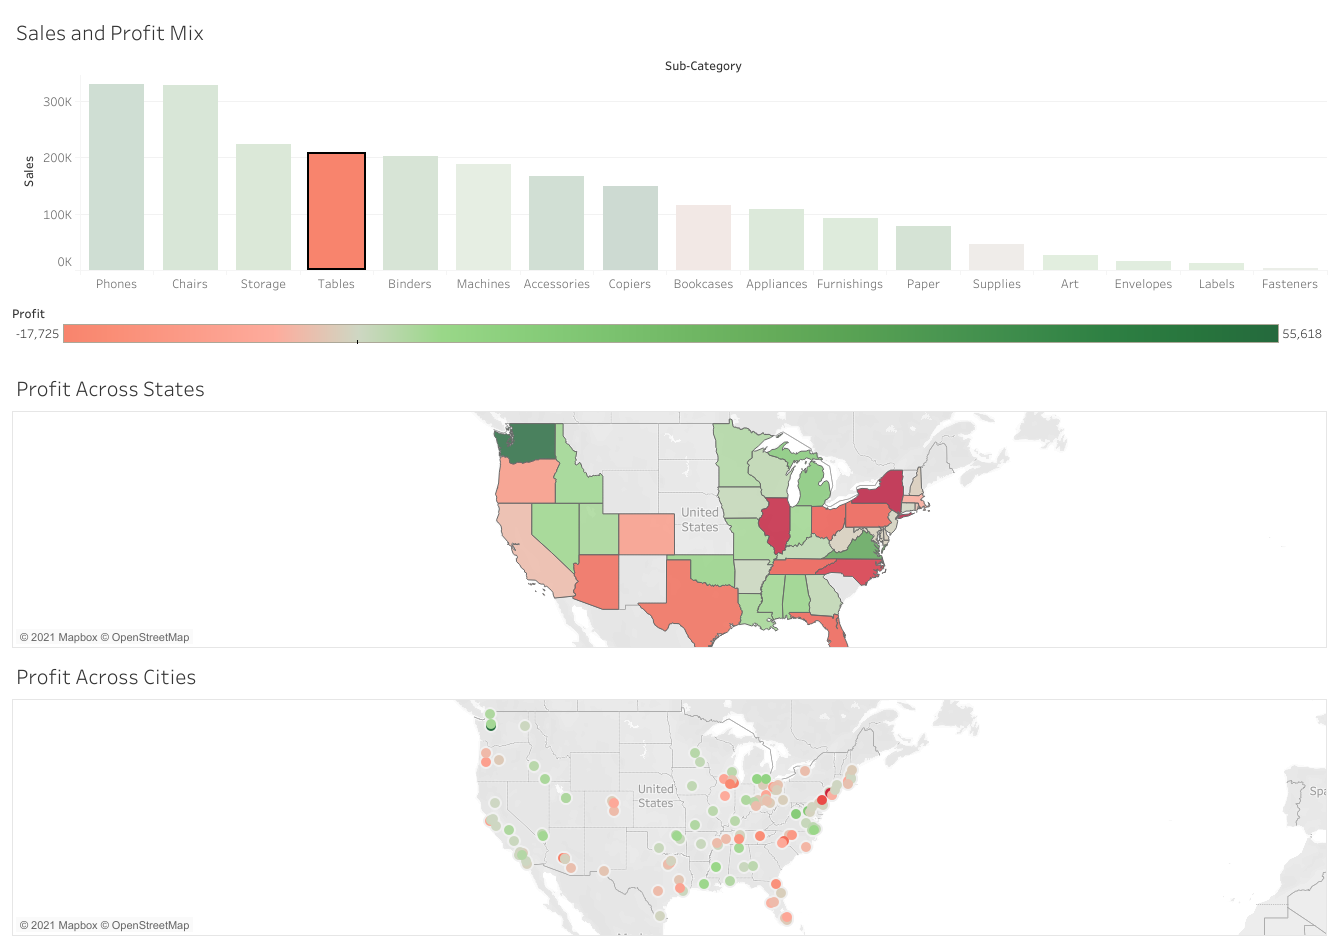 Sales and Profit Mix
Sub-Category
Sales
300K
200K
100K
0K
Phones Chairs Storage Tables Binders Machines Accessories Copiers Bookcases Appliances Furnishings Paper Supplies Art Envelopes Labels Fasteners
Profit
-17,725 55,618
Profit Across States
United
States
© 2021 Mapbox © OpenStreetMap
Profit Across Cities
United
States
Spa
© 2021 Mapbox © OpenStreetMap